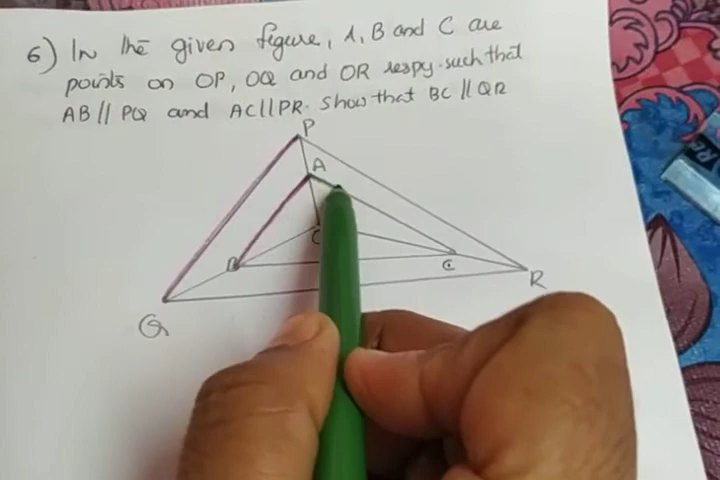 6) In the given figure, A, B and C are
points on OP, OQ and OR respy. such that
AB // PQ and AC // PR. Show that BC // QR
P
A
O
B
C
R
Q